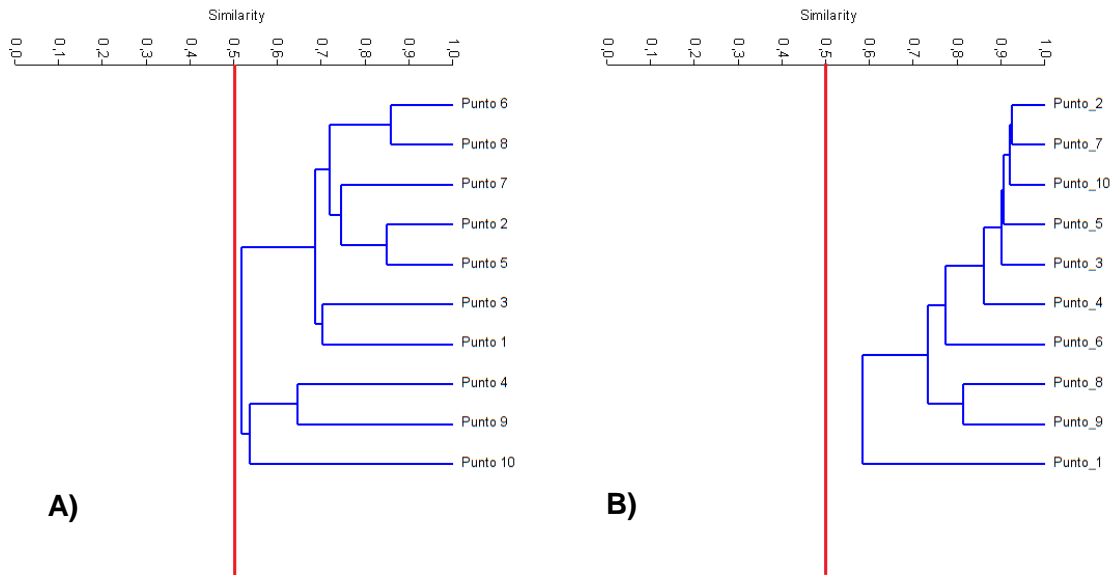 Similarity
0,0 0,1 0,2 0,3 0,4 0,5 0,6 0,7 0,8 0,9 1,0
Punto 6
Punto 8
Punto 7
Punto 2
Punto 5
Punto 3
Punto 1
Punto 4
Punto 9
Punto 10
A)
Similarity
0,0 0,1 0,2 0,3 0,4 0,5 0,6 0,7 0,8 0,9 1,0
Punto_2
Punto_7
Punto_10
Punto_5
Punto_3
Punto_4
Punto_6
Punto_8
Punto_9
Punto_1
B)